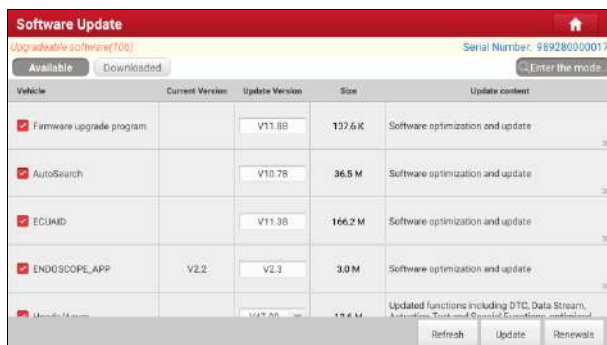 Software Update
Upgradeable software(106)
Serial Number: 989280000017
Available Downloaded
Enter the mode
Vehicle Current Version Update Version Size Update content
Firmware upgrade program V11.88 137.6 K Software optimization and update
AutoSearch V10.78 36.5 M Software optimization and update
ECUAID V11.38 166.2 M Software optimization and update
ENDOSCOPE_APP V2.2 V2.3 3.0 M Software optimization and update
Updated functions including DTC, Data Stream,
Refresh Update Renewals